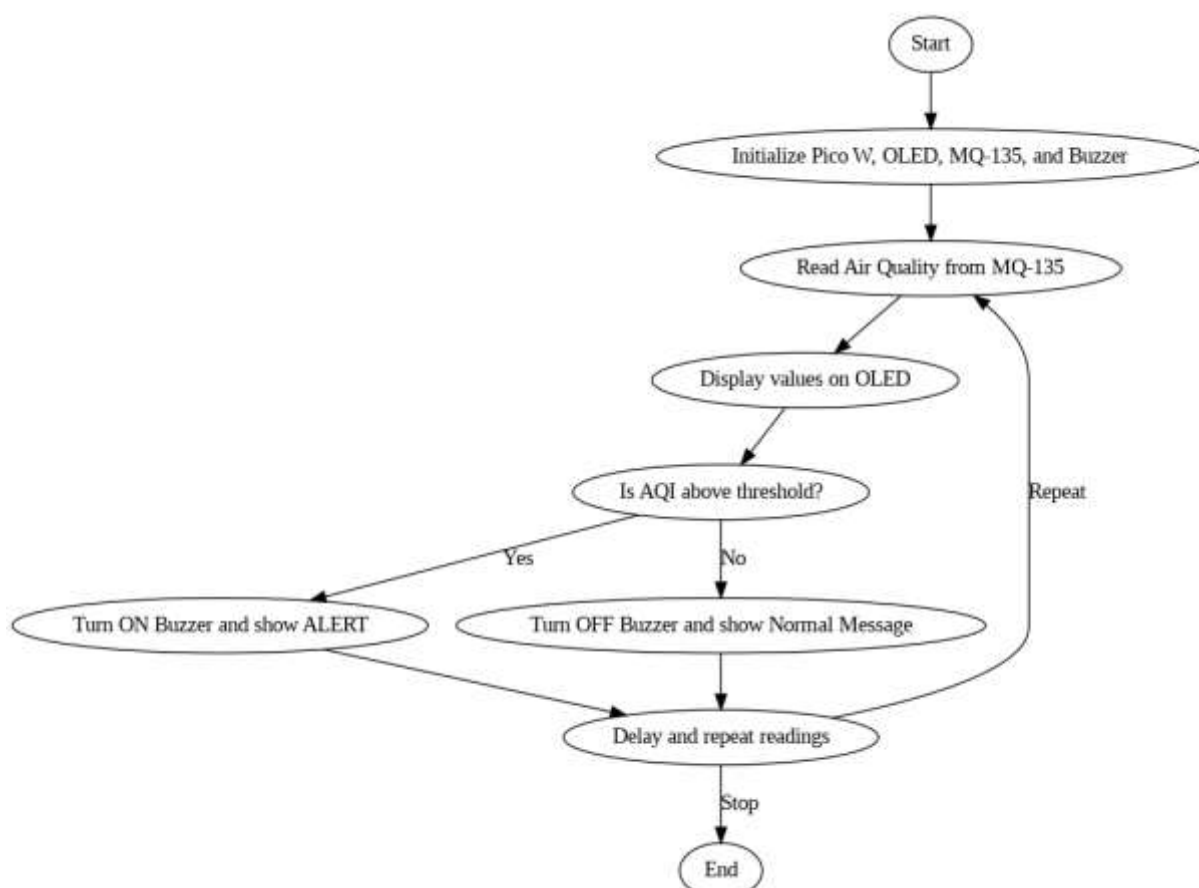 Start
Initialize Pico W, OLED, MQ-135, and Buzzer
Read Air Quality from MQ-135
Display values on OLED
Is AQI above threshold?
Repeat
Yes
No
Turn ON Buzzer and show ALERT
Turn OFF Buzzer and show Normal Message
Delay and repeat readings
Stop
End